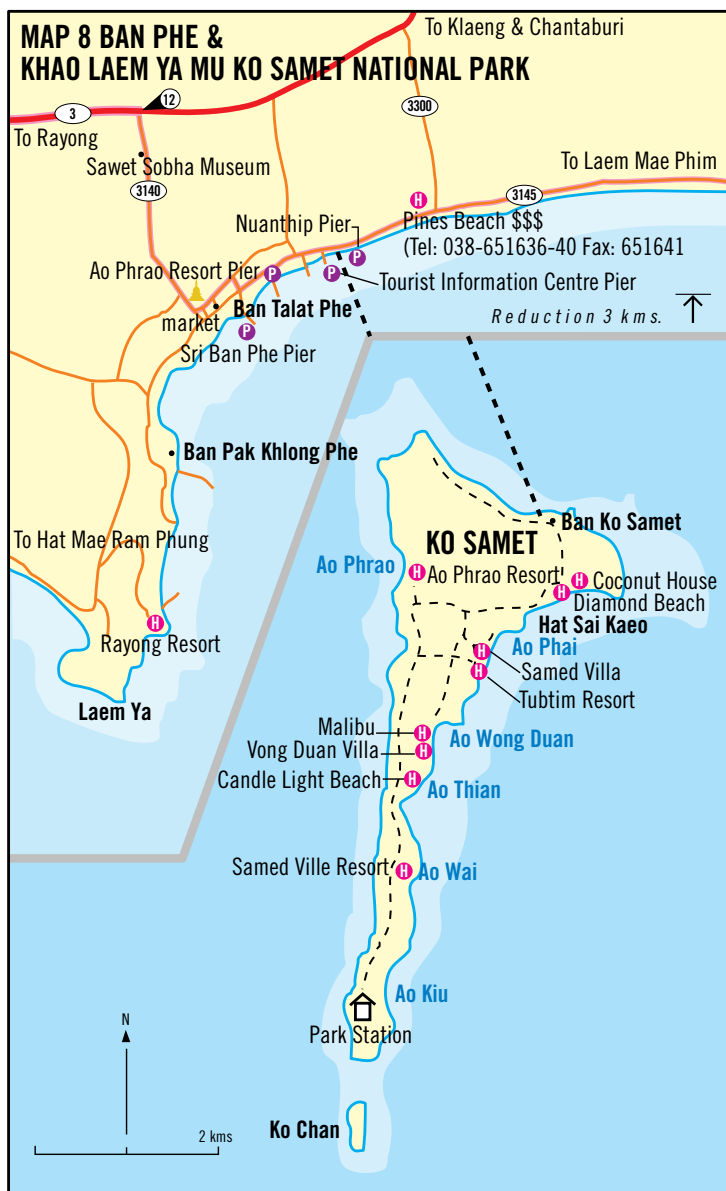 MAP 8 BAN PHE &
KHAO LAEM YA MU KO SAMET NATIONAL PARK
To Klaeng & Chantaburi
12
3
3300
To Rayong
Sawet Sobha Museum
3140
To Laem Mae Phim
3145
H
Nuanthip Pier
Pines Beach $$$
(Tel: 038-651636-40 Fax: 651641
P
Ao Phrao Resort Pier
P
P
Tourist Information Centre Pier
market
Ban Talat Phe
Reduction 3 kms.
P
Sri Ban Phe Pier
Ban Pak Khlong Phe
Ban Ko Samet
To Hat Mae Ram Phung
KO SAMET
Ao Phrao
H
Ao Phrao Resort
H
Coconut House
H
Diamond Beach
Hat Sai Kaeo
H
Rayong Resort
Ao Phai
H
Samed Villa
H
Tubtim Resort
Laem Ya
Malibu
H
Ao Wong Duan
Vong Duan Villa
H
Candle Light Beach
H
Ao Thian
Samed Ville Resort
H
Ao Wai
Ao Kiu
Park Station
N
Ko Chan
2 kms